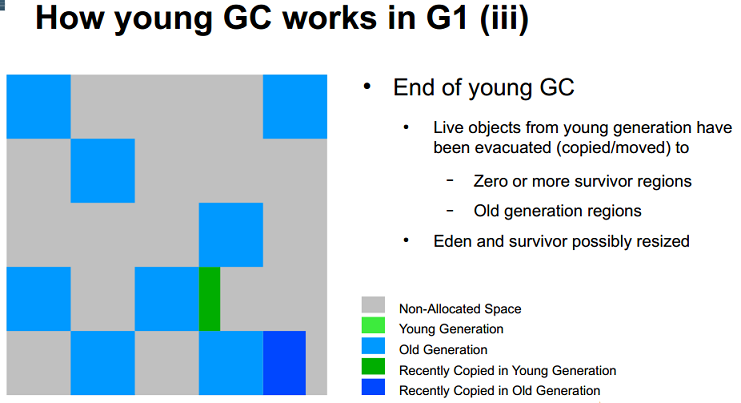 How young GC works in G1 (iii)
• End of young GC
• Live objects from young generation have
been evacuated (copied/moved) to
– Zero or more survivor regions
– Old generation regions
• Eden and survivor possibly resized
Non-Allocated Space
Young Generation
Old Generation
Recently Copied in Young Generation
Recently Copied in Old Generation